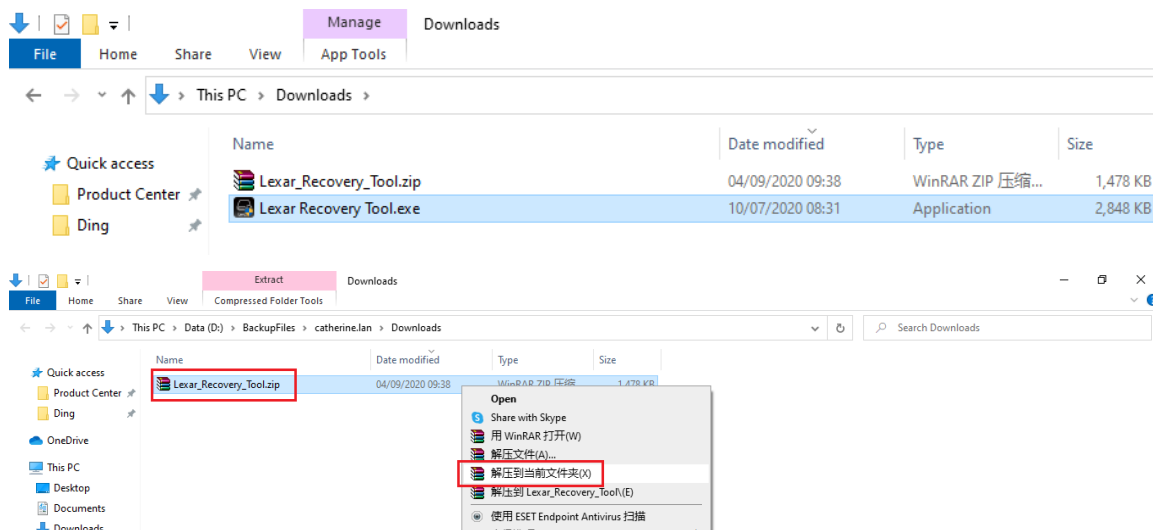 Manage Downloads
File Home Share View App Tools
This PC > Downloads >
Name Date modified Type Size
Quick access
Lexar_Recovery_Tool.zip 04/09/2020 09:38 WinRAR ZIP 压缩... 1,478 KB
Product Center
Lexar Recovery Tool.exe 10/07/2020 08:31 Application 2,848 KB
Ding
Extract Downloads
File Home Share View Compressed Folder Tools
This PC > Data (D:) > BackupFiles > catherine.lan > Downloads Search Downloads
Name Date modified Type Size
Quick access
Lexar_Recovery_Tool.zip 04/09/2020 09:38 WinRAR ZIP 压缩 1,478 KB
Product Center
Open
Ding
Share with Skype
OneDrive
用 WinRAR 打开(W)
解压文件(A)...
This PC
解压到当前文件夹(X)
Desktop
解压到 Lexar_Recovery_Tool\(E)
Documents
使用 ESET Endpoint Antivirus 扫描
Downloads